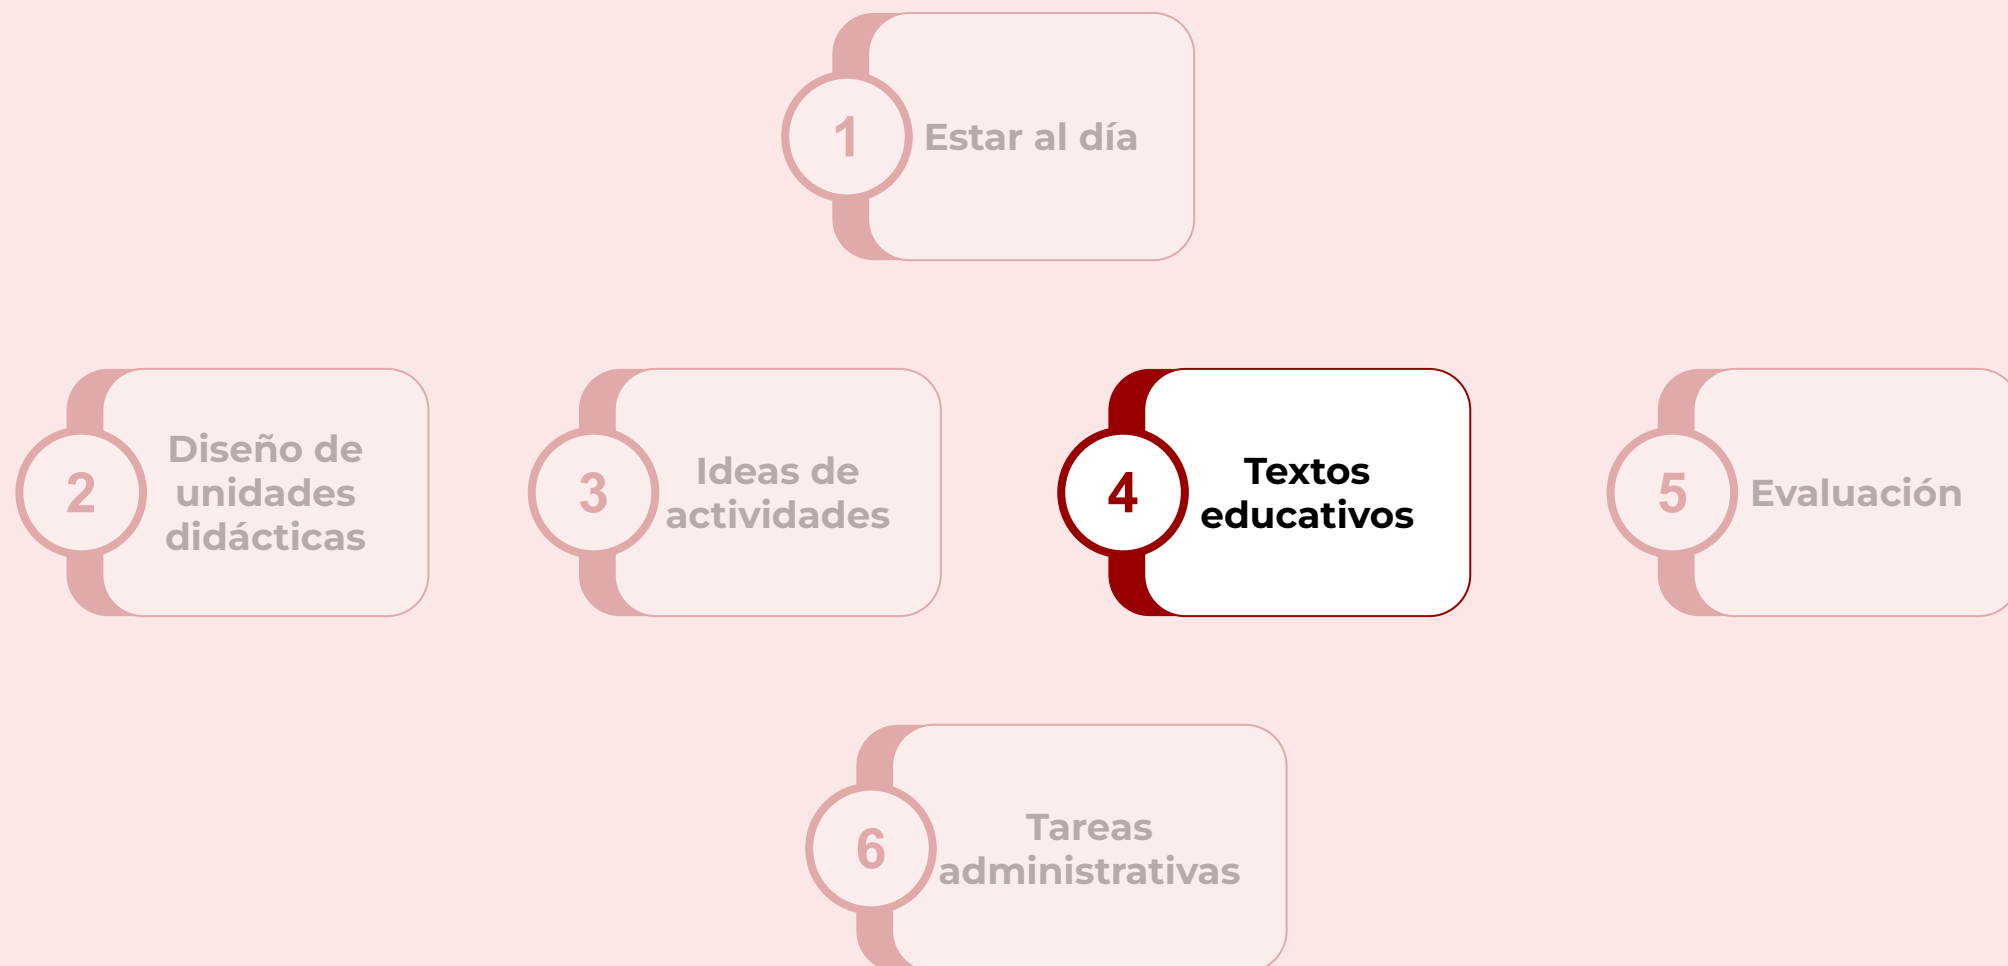 1
Estar al día
2
Diseño de
unidades
didácticas
3
Ideas de
actividades
4
Textos
educativos
5
Evaluación
6
Tareas
administrativas